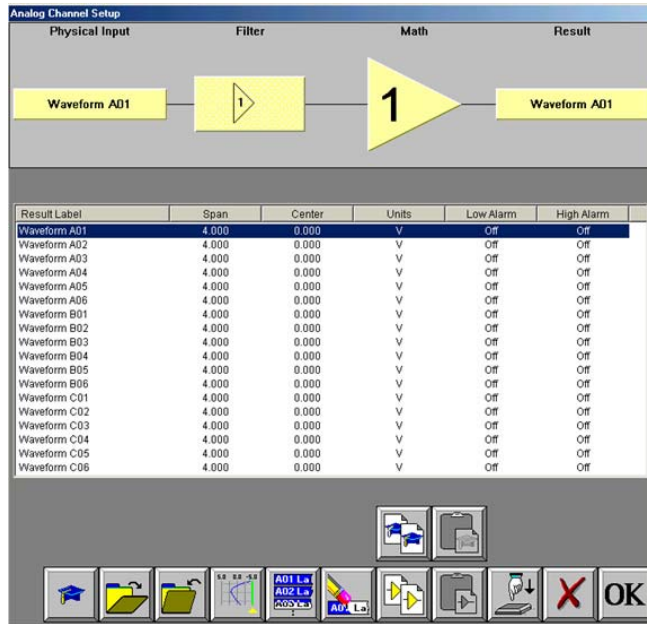 Analog Channel Setup
Physical Input Filter Math Result
Waveform A01 1 1 Waveform A01
Result Label Span Center Units Low Alarm High Alarm
Waveform A01 4.000 0.000 V Off Off
Waveform A02 4.000 0.000 V Off Off
Waveform A03 4.000 0.000 V Off Off
Waveform A04 4.000 0.000 V Off Off
Waveform A05 4.000 0.000 V Off Off
Waveform A06 4.000 0.000 V Off Off
Waveform B01 4.000 0.000 V Off Off
Waveform B02 4.000 0.000 V Off Off
Waveform B03 4.000 0.000 V Off Off
Waveform B04 4.000 0.000 V Off Off
Waveform B05 4.000 0.000 V Off Off
Waveform B06 4.000 0.000 V Off Off
Waveform C01 4.000 0.000 V Off Off
Waveform C02 4.000 0.000 V Off Off
Waveform C03 4.000 0.000 V Off Off
Waveform C04 4.000 0.000 V Off Off
Waveform C05 4.000 0.000 V Off Off
Waveform C06 4.000 0.000 V Off Off
A01 La
A02 La
La
OK